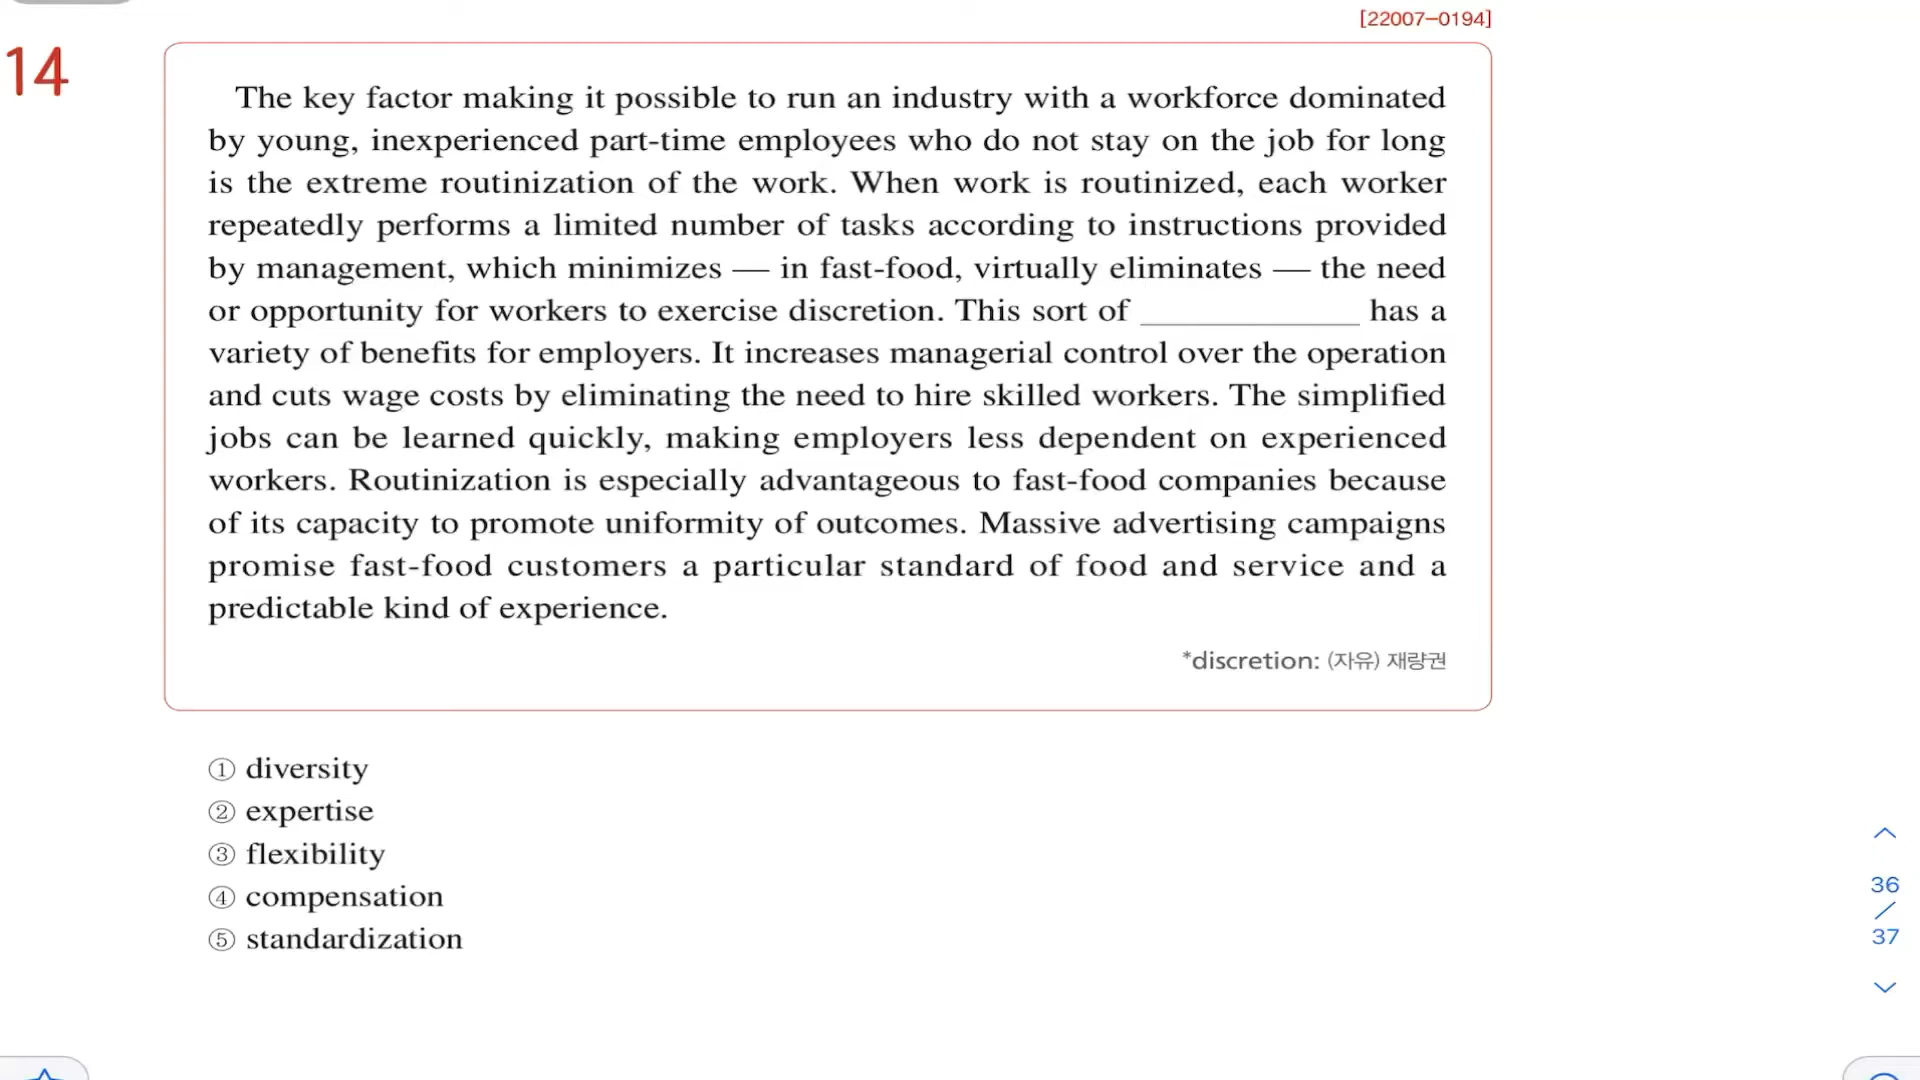 [22007–0194]
14
The key factor making it possible to run an industry with a workforce dominated
by young, inexperienced part-time employees who do not stay on the job for long
is the extreme routinization of the work. When work is routinized, each worker
repeatedly performs a limited number of tasks according to instructions provided
by management, which minimizes — in fast-food, virtually eliminates — the need
or opportunity for workers to exercise discretion. This sort of ______________ has a
variety of benefits for employers. It increases managerial control over the operation
and cuts wage costs by eliminating the need to hire skilled workers. The simplified
jobs can be learned quickly, making employers less dependent on experienced
workers. Routinization is especially advantageous to fast-food companies because
of its capacity to promote uniformity of outcomes. Massive advertising campaigns
promise fast-food customers a particular standard of food and service and a
predictable kind of experience.
*discretion: (자유) 재량권
① diversity
② expertise
③ flexibility
④ compensation
⑤ standardization
36
/
37